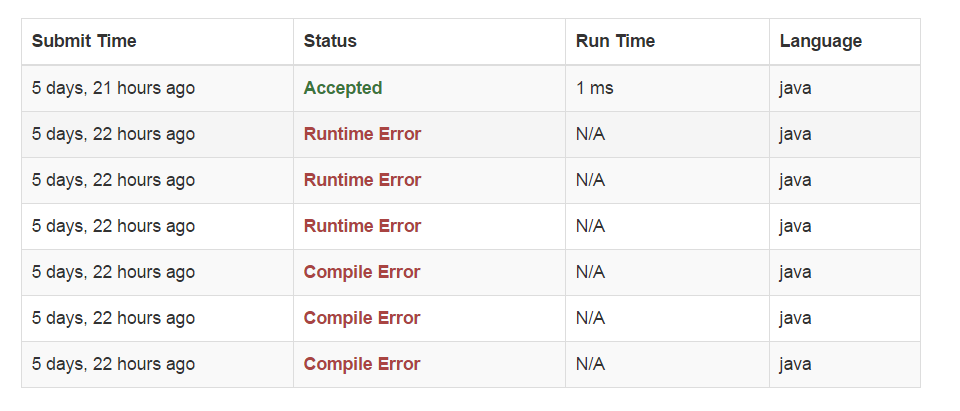 Submit Time Status Run Time Language
5 days, 21 hours ago Accepted 1 ms java
5 days, 22 hours ago Runtime Error N/A java
5 days, 22 hours ago Runtime Error N/A java
5 days, 22 hours ago Runtime Error N/A java
5 days, 22 hours ago Compile Error N/A java
5 days, 22 hours ago Compile Error N/A java
5 days, 22 hours ago Compile Error N/A java